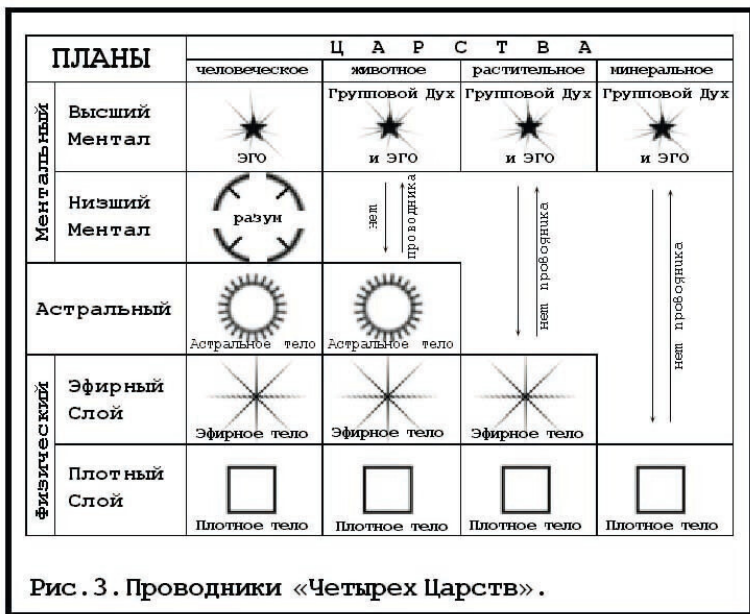 ПЛАНЫ
Ц А Р С Т В А
человеческое животное растительное минеральное
Ментальный
Высший
Ментал
ЭГО
Групповой Дух
и ЭГО
Групповой Дух
и ЭГО
Групповой Дух
и ЭГО
Низший
Ментал
разум
нет
проводника
нет проводника
нет проводника
Астральный
Астральное тело
Астральное тело
физический
Эфирный
Слой
Эфирное тело
Эфирное тело
Эфирное тело
Плотный
Слой
Плотное тело
Плотное тело
Плотное тело
Плотное тело
Рис.3.Проводники «Четырех Царств».